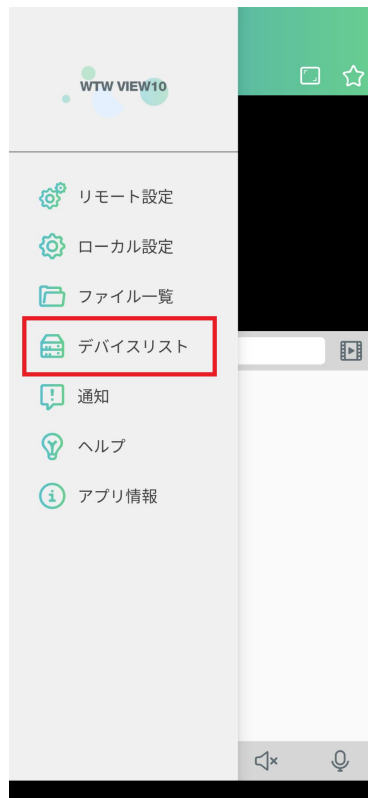 WTW VIEW10
リモート設定
ローカル設定
ファイル一覧
デバイスリスト
通知
ヘルプ
アプリ情報